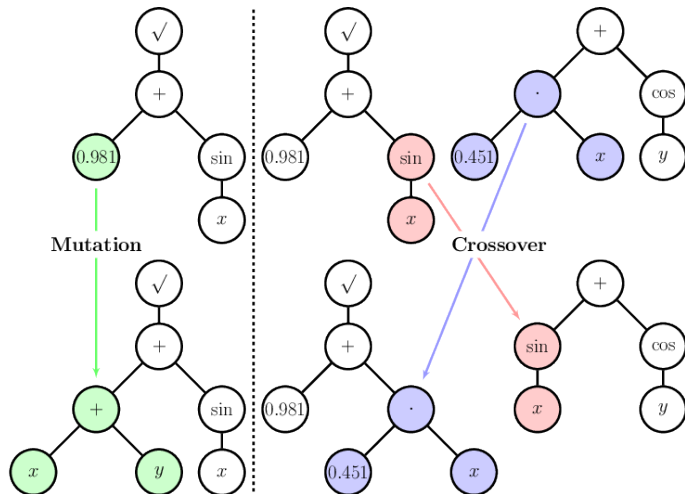 √ √ +
+ + · cos
0.981 sin 0.981 sin 0.451 x y
x x
Mutation Crossover
√ √ +
+ + sin cos
+ sin 0.981 · x y
x y x 0.451 x